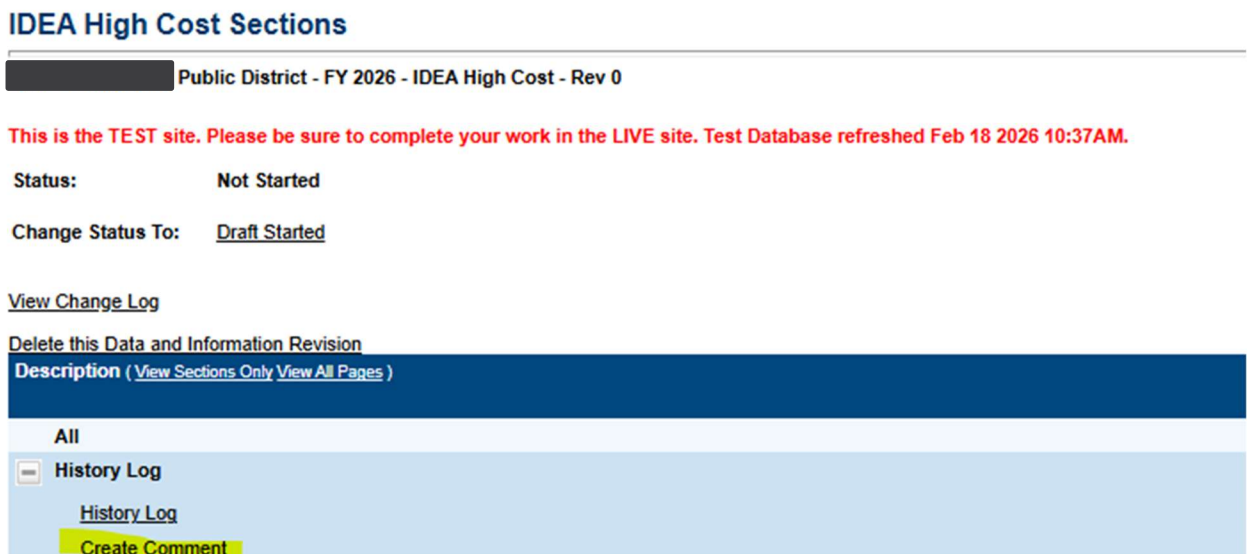 IDEA High Cost Sections
Public District - FY 2026 - IDEA High Cost - Rev 0
This is the TEST site. Please be sure to complete your work in the LIVE site. Test Database refreshed Feb 18 2026 10:37AM.
Status: Not Started
Change Status To: Draft Started
View Change Log
Delete this Data and Information Revision
Description ( View Sections Only View All Pages )
All
History Log
History Log
Create Comment